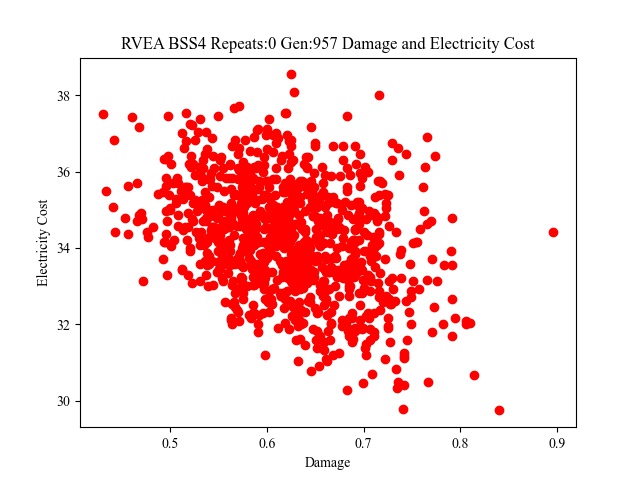 RVEA BSS4 Repeats:0 Gen:957 Damage and Electricity Cost
38
36
34
32
30
Electricity Cost
0.5 0.6 0.7 0.8 0.9
Damage